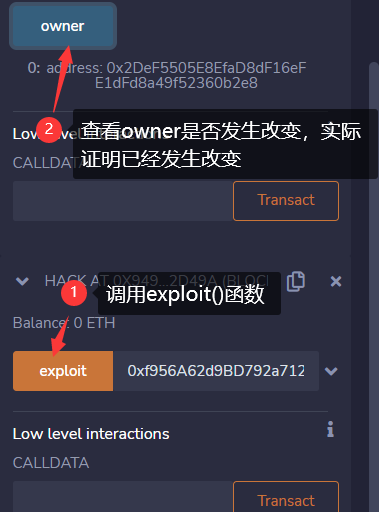 owner
0: address: 0x2DeF5505E8EfaD8dF16eF
E1dFd8a49f52360b2e8
Low level
2
查看owner是否发生改变，实际
证明已经发生改变
CALLDATA
Transact
HACK AT 0X949...2D49A (BLOCK
1
调用exploit()函数
Balance: 0 ETH
exploit
0xf956A62d9BD792a712
Low level interactions
i
CALLDATA
Transact